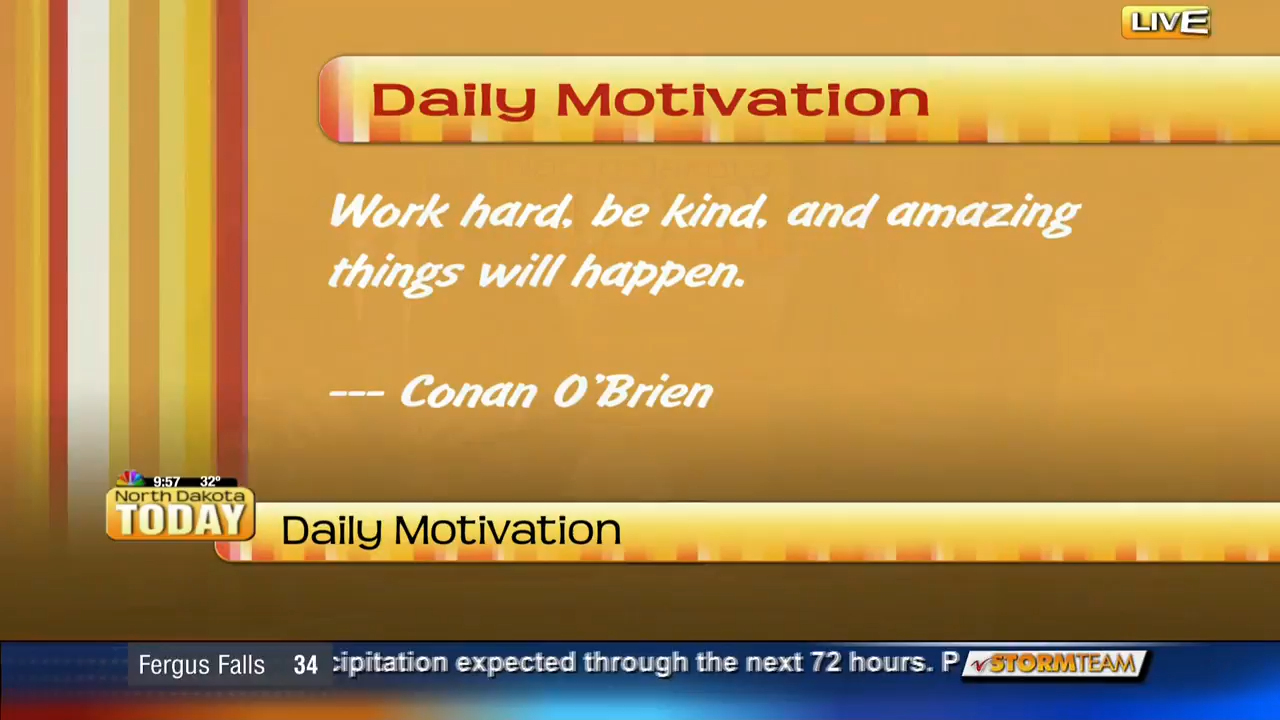 LIVE
Daily Motivation
Work hard, be kind, and amazing
things will happen.
--- Conan O'Brien
9:57 32°
North Dakota
TODAY
Daily Motivation
Fergus Falls 34 cipitation expected through the next 72 hours. P STORMTEAM